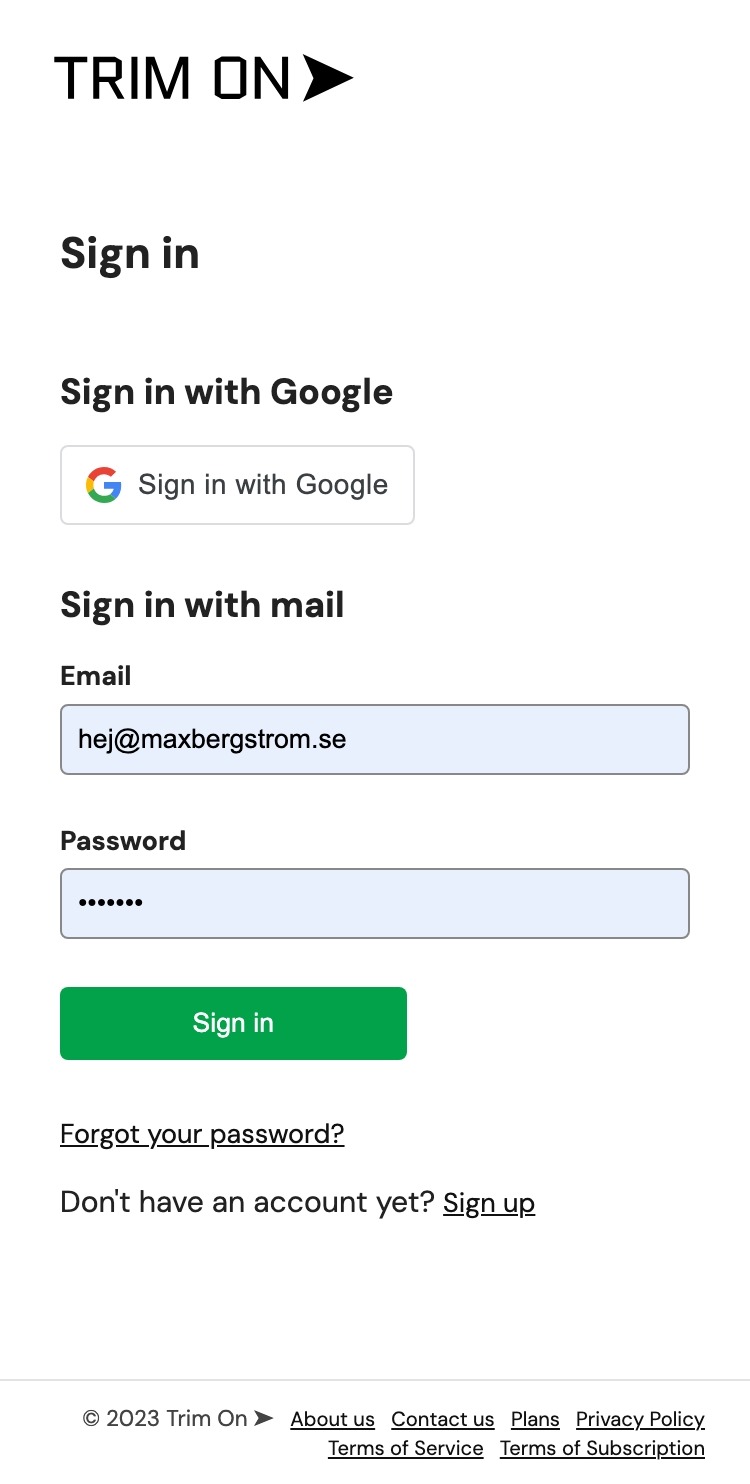 TRIM ON
Sign in
Sign in with Google
Sign in with Google
Sign in with mail
Email
hej@maxbergstrom.se
Password
•••••••
Sign in
Forgot your password?
Don't have an account yet? Sign up
© 2023 Trim On ➤ About us Contact us Plans Privacy Policy
Terms of Service Terms of Subscription